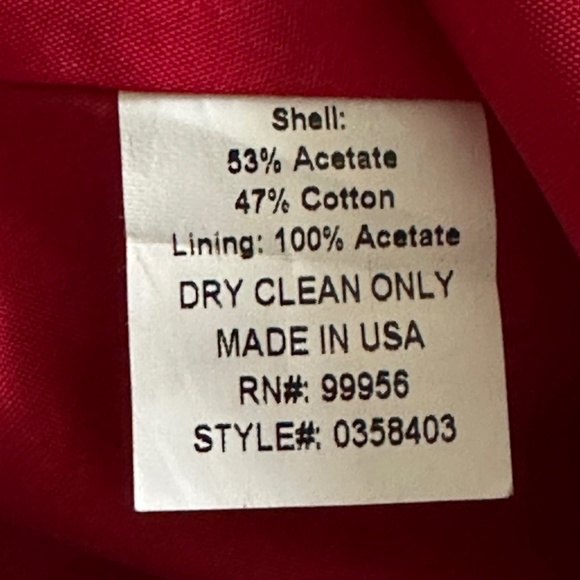 Shell:
53% Acetate
47% Cotton
Lining: 100% Acetate
DRY CLEAN ONLY
MADE IN USA
RN#: 99956
STYLE#: 0358403